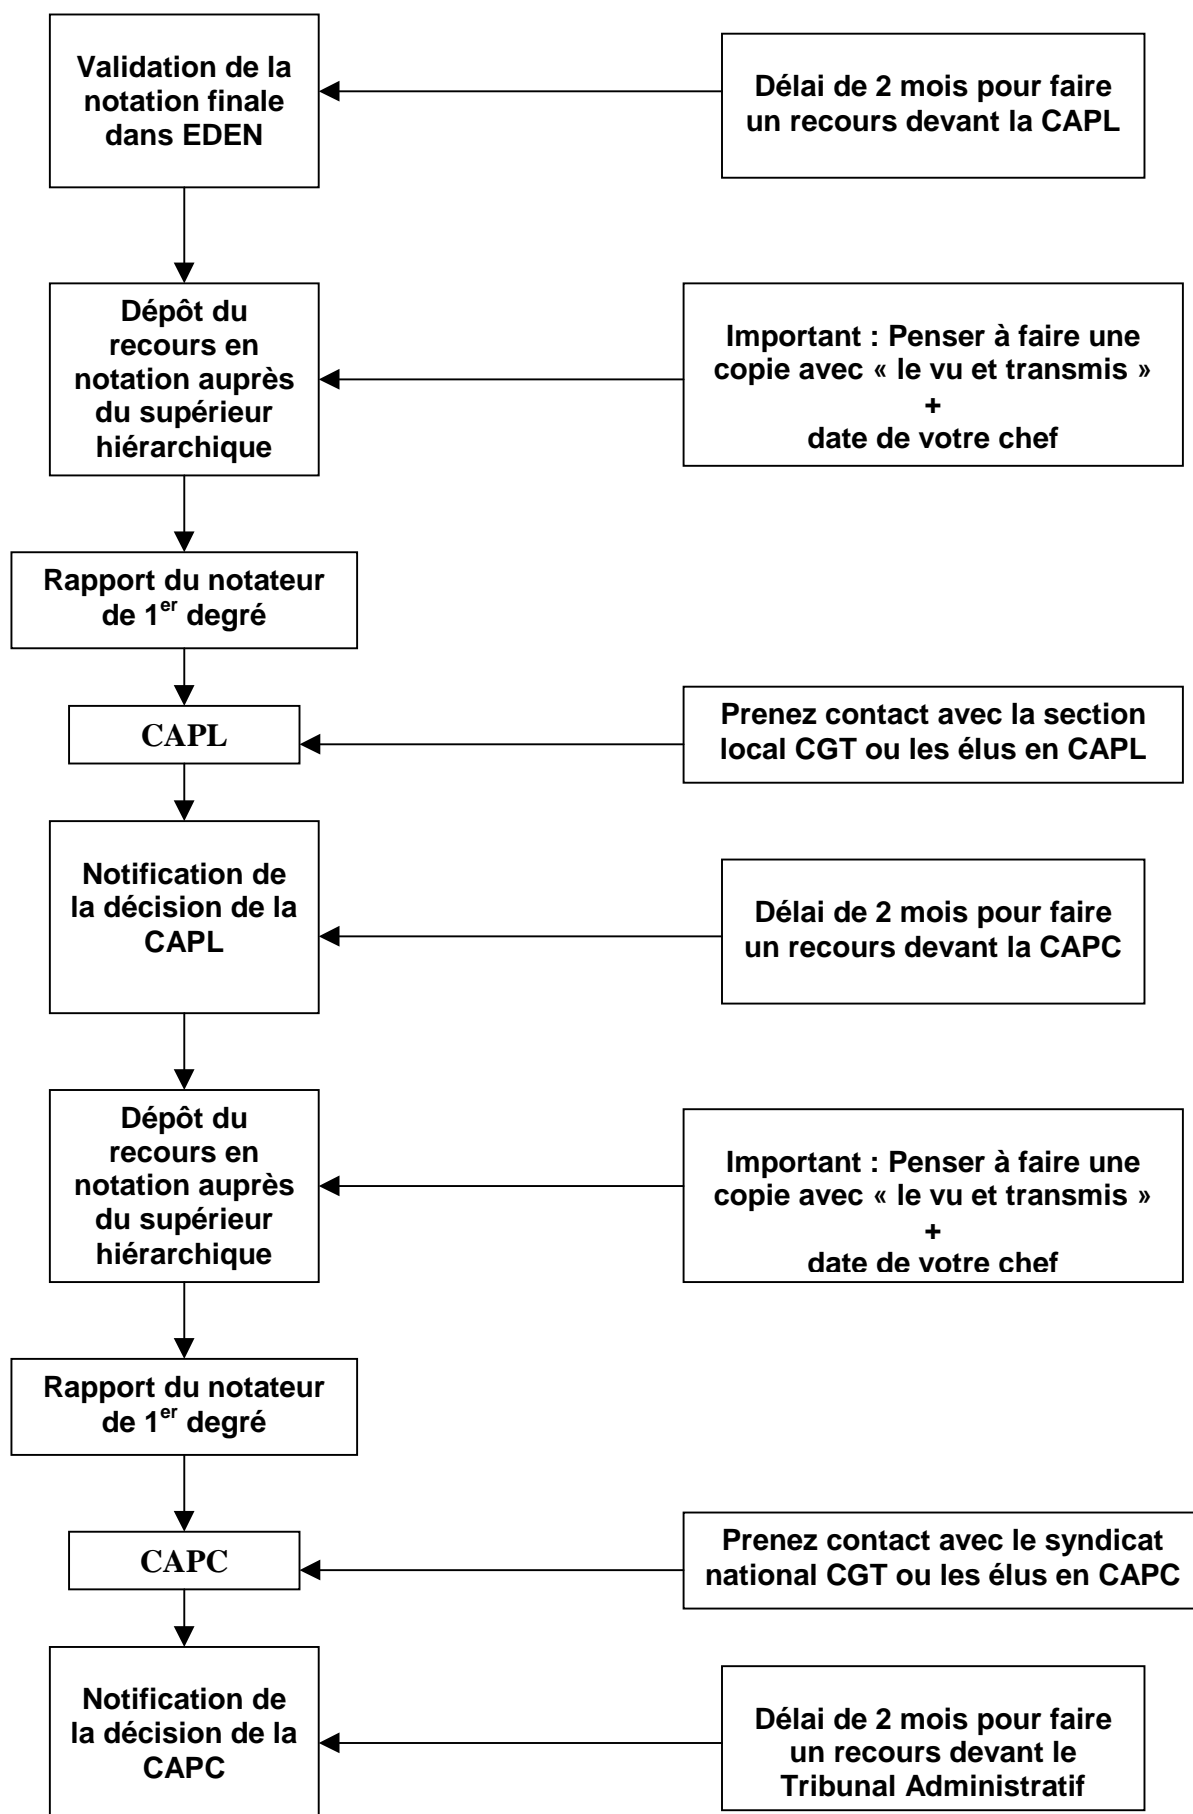 Validation de la
notation finale
dans EDEN
Délai de 2 mois pour faire
un recours devant la CAPL
Dépôt du
recours en
notation auprès
du supérieur
hiérarchique
Important : Penser à faire une
copie avec « le vu et transmis »
+
date de votre chef
Rapport du notateur
de 1er degré
CAPL
Prenez contact avec la section
local CGT ou les élus en CAPL
Notification de
la décision de la
CAPL
Délai de 2 mois pour faire
un recours devant la CAPC
Dépôt du
recours en
notation auprès
du supérieur
hiérarchique
Important : Penser à faire une
copie avec « le vu et transmis »
+
date de votre chef
Rapport du notateur
de 1er degré
CAPC
Prenez contact avec le syndicat
national CGT ou les élus en CAPC
Notification de
la décision de la
CAPC
Délai de 2 mois pour faire
un recours devant le
Tribunal Administratif